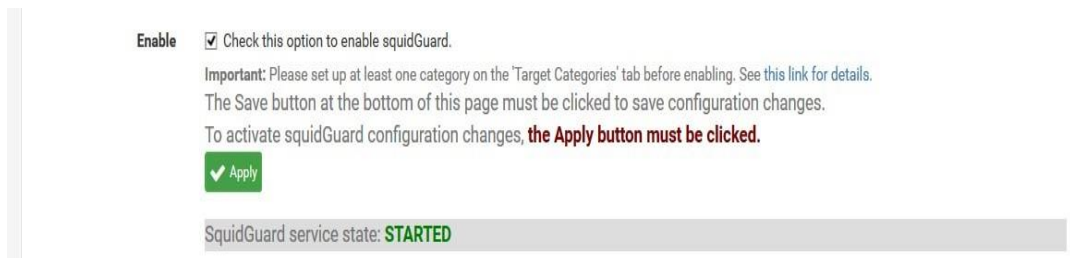 Enable Check this option to enable squidGuard.
Important: Please set up at least one category on the 'Target Categories' tab before enabling. See this link for details.
The Save button at the bottom of this page must be clicked to save configuration changes.
To activate squidGuard configuration changes, the Apply button must be clicked.
Apply
SquidGuard service state: STARTED